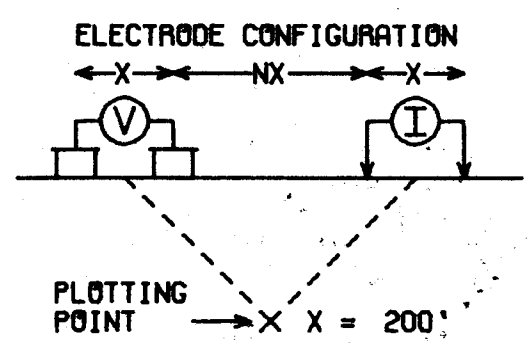 ELECTRODE CONFIGURATION
X NX X
V I
PLOTTING
POINT X X = 200'